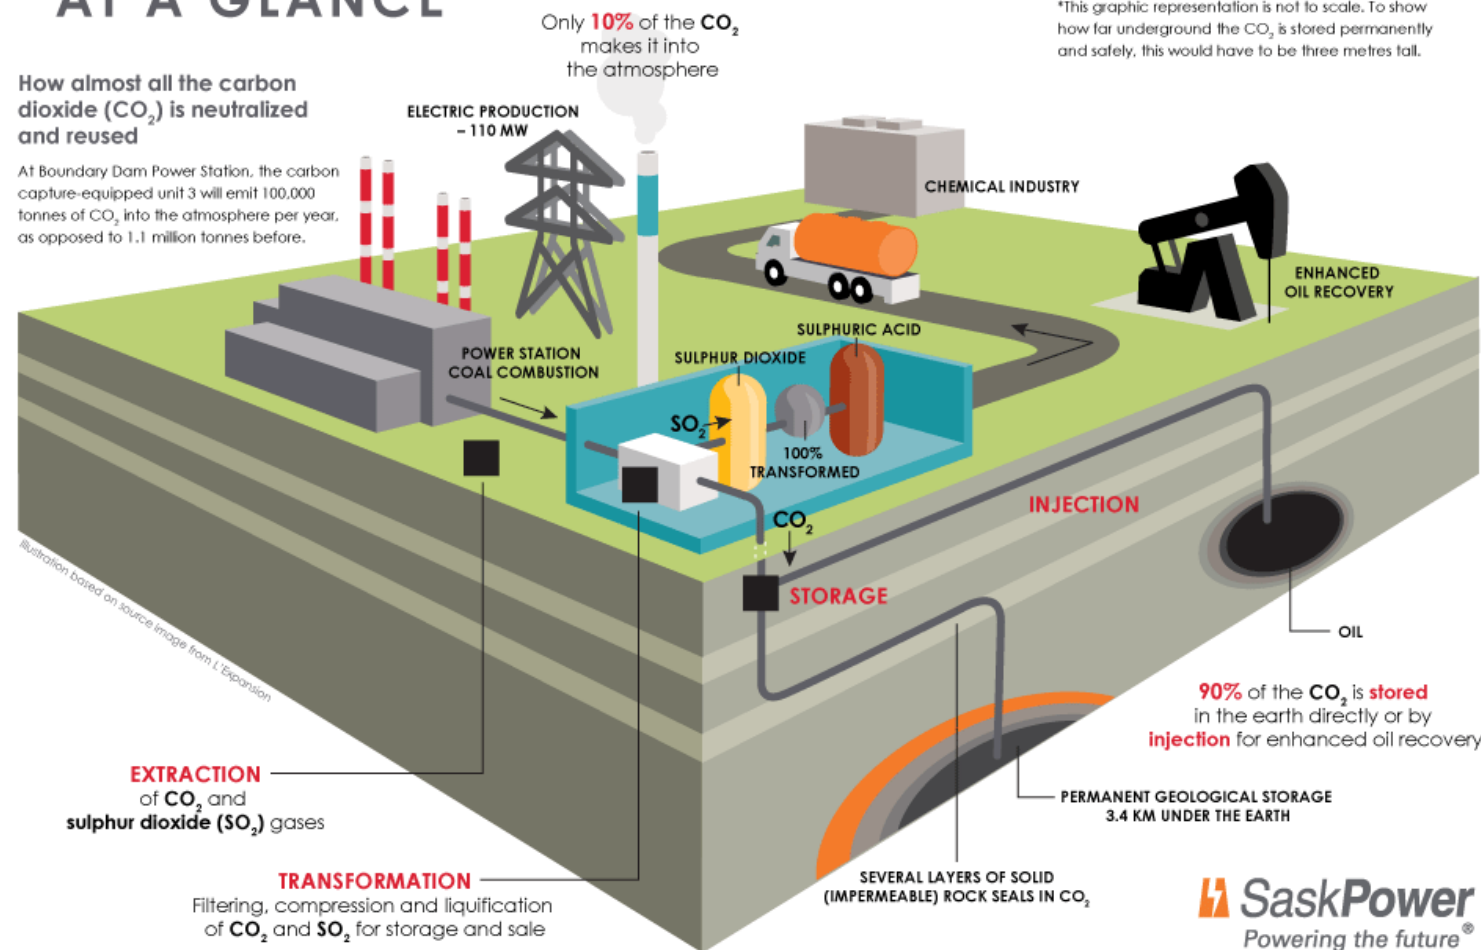 AT A GLANCE
Only 10% of the CO₂
makes it into
the atmosphere
*This graphic representation is not to scale. To show
how far underground the CO₂ is stored permanently
and safely, this would have to be three metres tall.
How almost all the carbon
dioxide (CO₂) is neutralized
and reused
At Boundary Dam Power Station, the carbon
capture-equipped unit 3 will emit 100,000
tonnes of CO₂ into the atmosphere per year,
as opposed to 1.1 million tonnes before.
ELECTRIC PRODUCTION
– 110 MW
CHEMICAL INDUSTRY
ENHANCED
OIL RECOVERY
SULPHURIC ACID
SULPHUR DIOXIDE
POWER STATION
COAL COMBUSTION
SO₂
100%
TRANSFORMED
CO₂
INJECTION
STORAGE
OIL
Illustration based on source image from L'Expansion
90% of the CO₂ is stored
in the earth directly or by
injection for enhanced oil recovery
EXTRACTION
of CO₂ and
sulphur dioxide (SO₂) gases
PERMANENT GEOLOGICAL STORAGE
3.4 KM UNDER THE EARTH
TRANSFORMATION
Filtering, compression and liquification
of CO₂ and SO₂ for storage and sale
SEVERAL LAYERS OF SOLID
(IMPERMEABLE) ROCK SEALS IN CO₂
SaskPower
Powering the future®